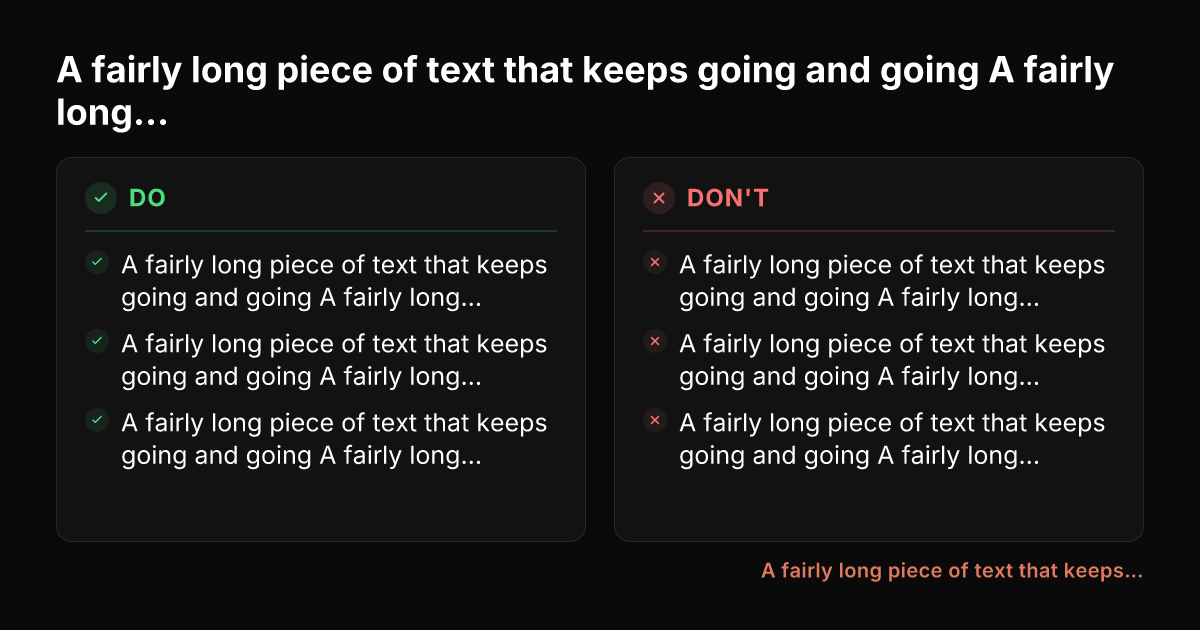 A fairly long piece of text that keeps going and going A fairly
long...
DO
A fairly long piece of text that keeps
going and going A fairly long...
A fairly long piece of text that keeps
going and going A fairly long...
A fairly long piece of text that keeps
going and going A fairly long...
DON'T
A fairly long piece of text that keeps
going and going A fairly long...
A fairly long piece of text that keeps
going and going A fairly long...
A fairly long piece of text that keeps
going and going A fairly long...
A fairly long piece of text that keeps...